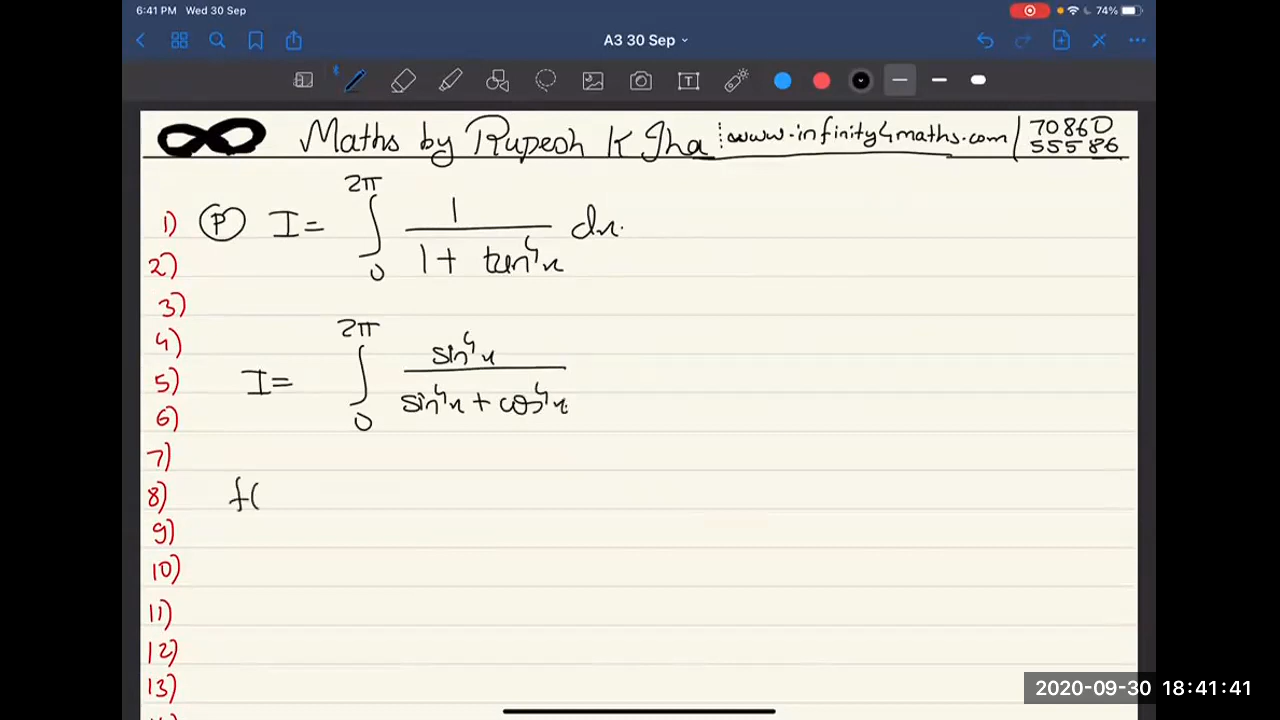 6:41 PM Wed 30 Sep
74%
A3 30 Sep
T
∞ Maths by Rupesh K Jha www.infinity4maths.com 70860 55586
1) (P) I = ∫₀^2π 1/(1 + tan⁴x) dx.
2)
3)
4)
5) I = ∫₀^2π sin⁴x/(sin⁴x + cos⁴x)
6)
7)
8) f(
9)
10)
11)
12)
13)
2020-09-30 18:41:41